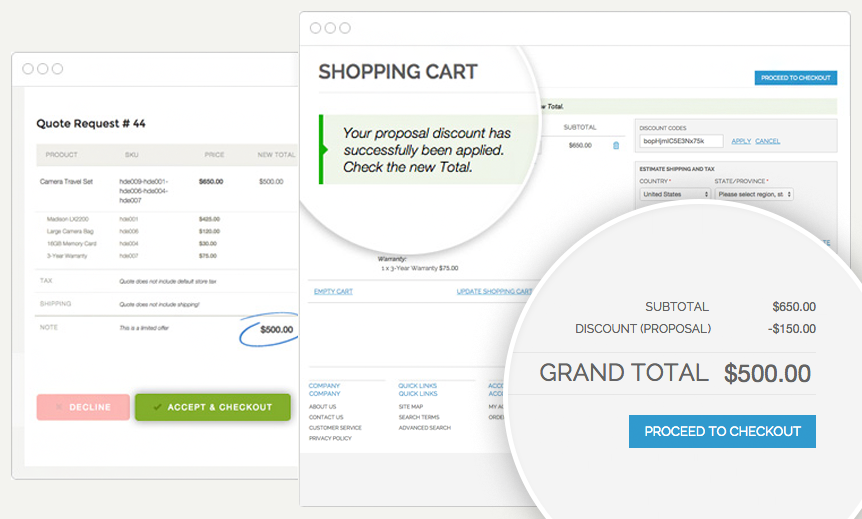 Quote Request # 44
PRODUCT SKU PRICE NEW TOTAL
Camera Travel Set hde009-hde001- $650.00 $500.00
hde006-hde004-
hde007
Madison LX2200 hde001 $425.00
Large Camera Bag hde006 $120.00
16GB Memory Card hde004 $30.00
3-Year Warranty hde007 $75.00
TAX Quote does not include default store tax
SHIPPING Quote does not include shipping!
NOTE This is a limited offer $500.00
DECLINE
ACCEPT & CHECKOUT
SHOPPING CART
PROCEED TO CHECKOUT
Your proposal discount has
successfully been applied.
Check the new Total.
new Total.
SUBTOTAL
$650.00
DISCOUNT CODES
bopHjmIC5E3Nx75k APPLY CANCEL
ESTIMATE SHIPPING AND TAX
COUNTRY * STATE/PROVINCE *
United States Please select region, st
Warranty:
1 x 3-Year Warranty $75.00
EMPTY CART UPDATE SHOPPING CART
COMPANY QUICK LINKS
COMPANY QUICK LINKS
ABOUT US SITE MAP
CONTACT US SEARCH TERMS
CUSTOMER SERVICE ADVANCED SEARCH
PRIVACY POLICY
SUBTOTAL $650.00
DISCOUNT (PROPOSAL) -$150.00
GRAND TOTAL $500.00
PROCEED TO CHECKOUT